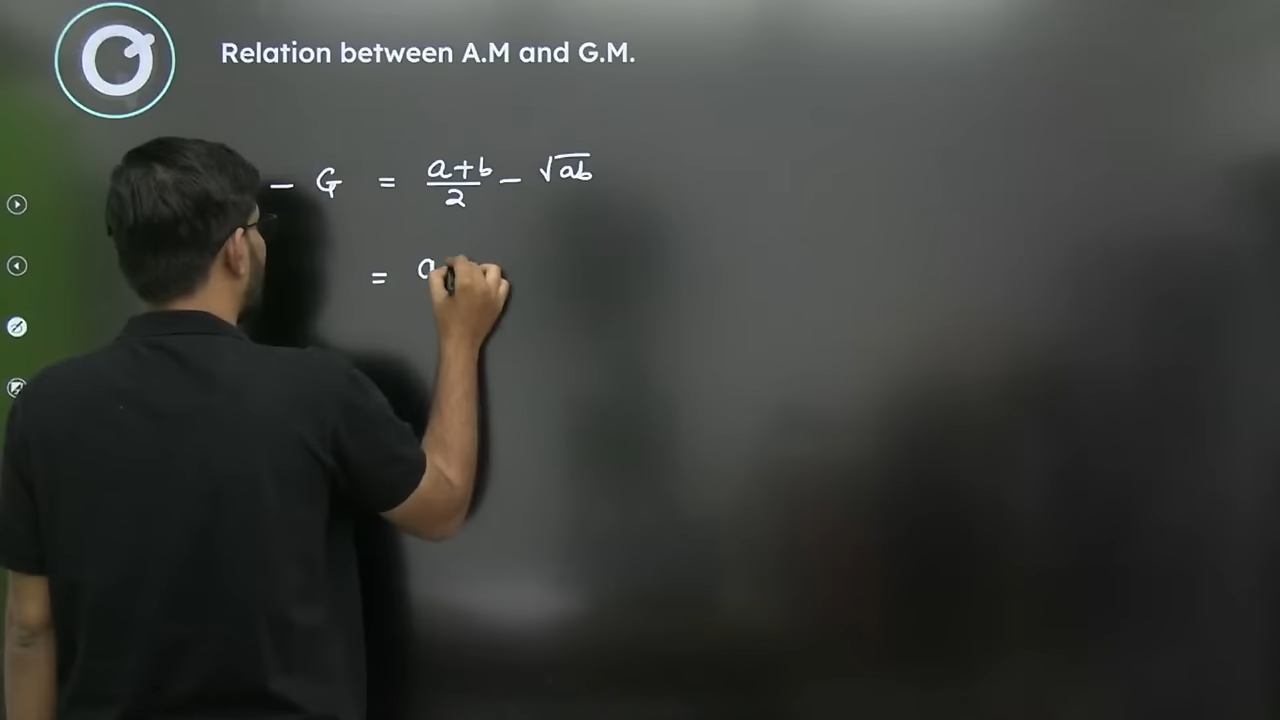 Relation between A.M and G.M.
- G = a+b/2 - √ab
= a